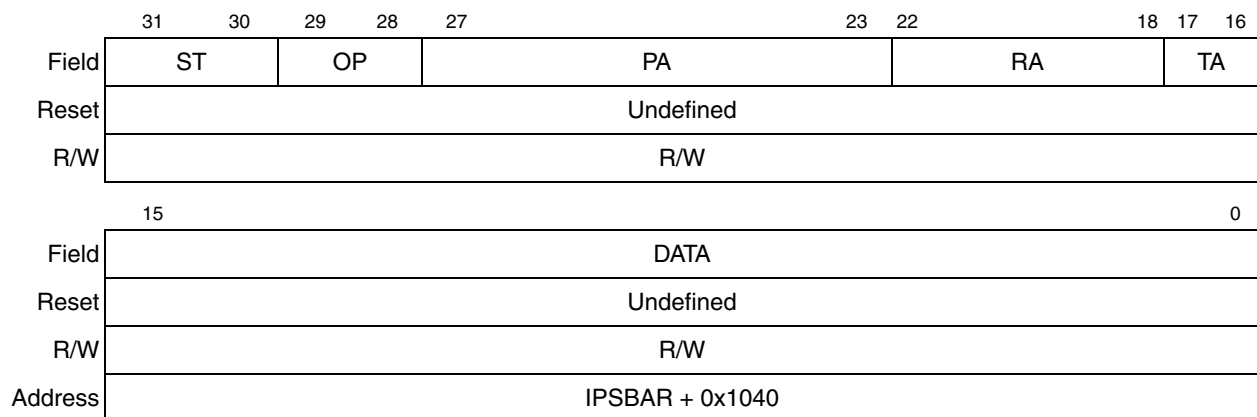 31 30 29 28 27 23 22 18 17 16
Field ST OP PA RA TA
Reset Undefined
R/W R/W
15 0
Field DATA
Reset Undefined
R/W R/W
Address IPSBAR + 0x1040